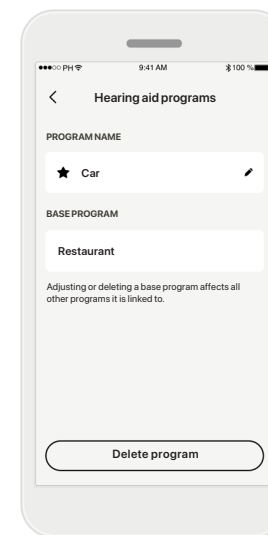 ●●●○○ PH 9:41 AM 100 %
Hearing aid programs
PROGRAM NAME
★ Car
BASE PROGRAM
Restaurant
Adjusting or deleting a base program affects all
other programs it is linked to.
Delete program